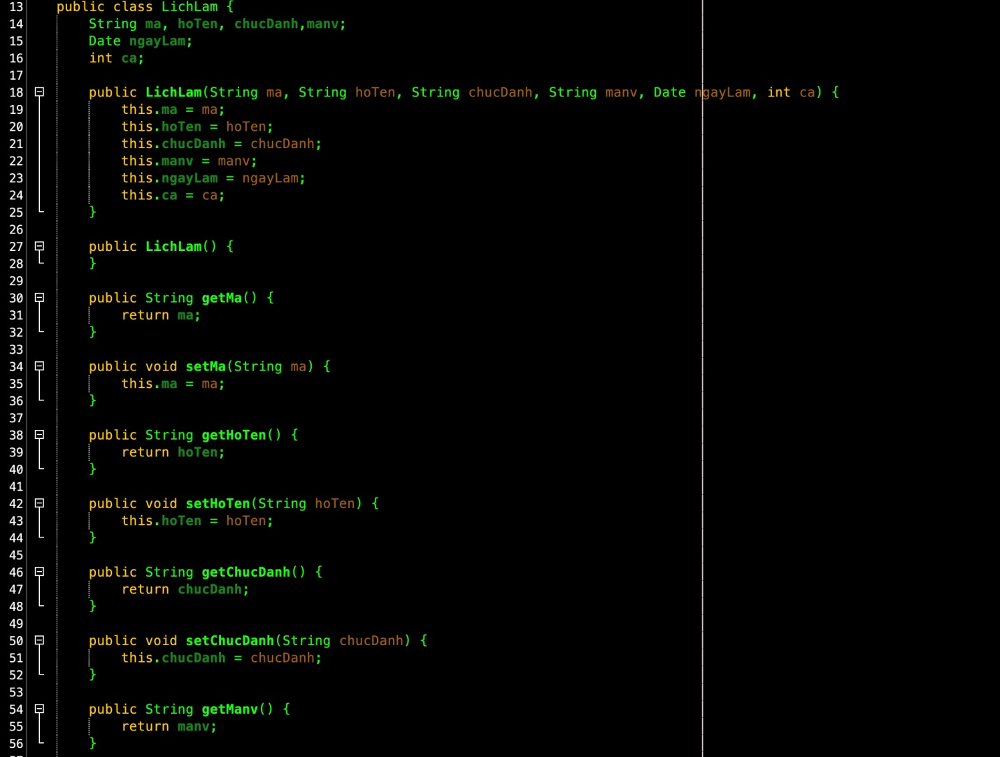 13 public class LichLam {
14     String ma, hoTen, chucDanh,manv;
15     Date ngayLam;
16     int ca;
17
18     public LichLam(String ma, String hoTen, String chucDanh, String manv, Date ngayLam, int ca) {
19         this.ma = ma;
20         this.hoTen = hoTen;
21         this.chucDanh = chucDanh;
22         this.manv = manv;
23         this.ngayLam = ngayLam;
24         this.ca = ca;
25     }
26
27     public LichLam() {
28     }
29
30     public String getMa() {
31         return ma;
32     }
33
34     public void setMa(String ma) {
35         this.ma = ma;
36     }
37
38     public String getHoTen() {
39         return hoTen;
40     }
41
42     public void setHoTen(String hoTen) {
43         this.hoTen = hoTen;
44     }
45
46     public String getChucDanh() {
47         return chucDanh;
48     }
49
50     public void setChucDanh(String chucDanh) {
51         this.chucDanh = chucDanh;
52     }
53
54     public String getManv() {
55         return manv;
56     }